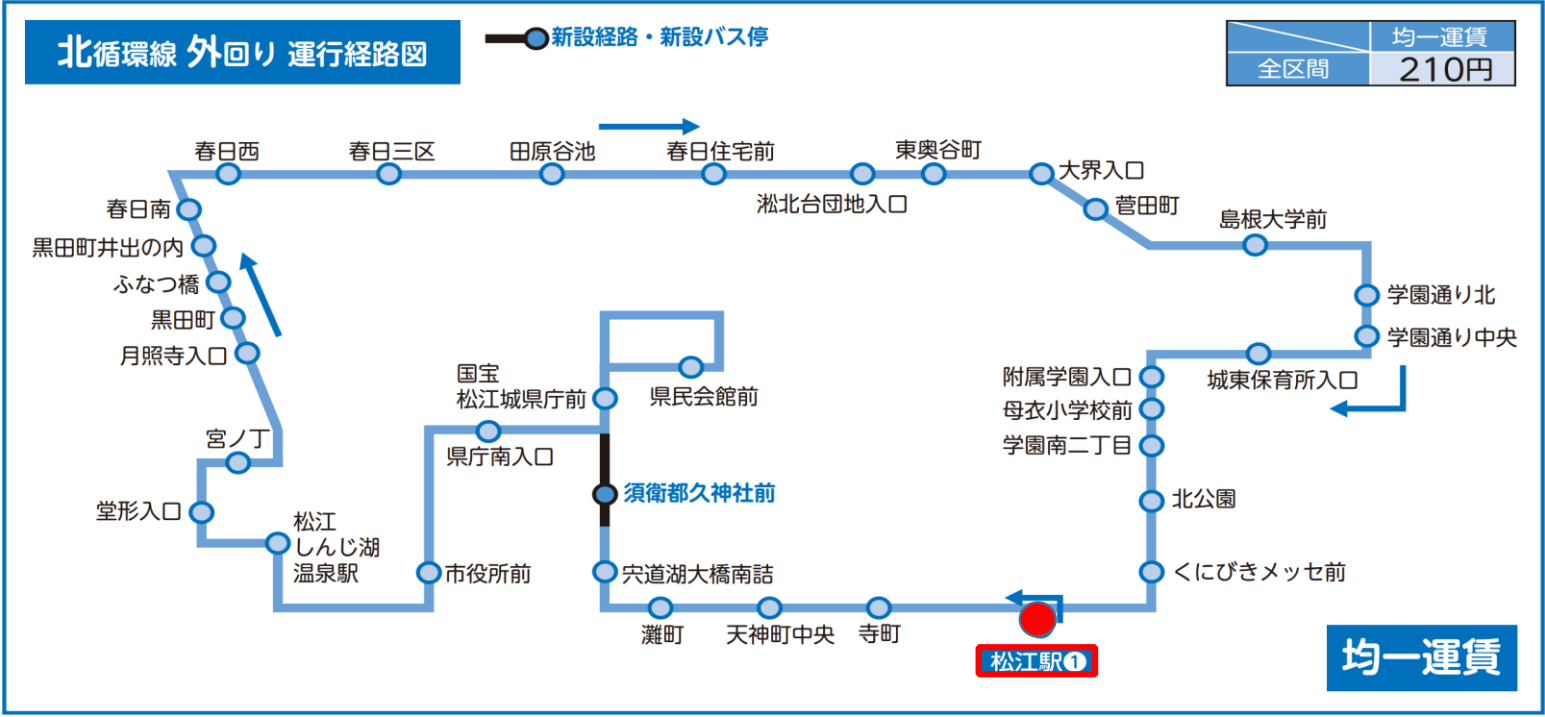 北循環線 外回り 運行経路図
新設経路・新設バス停
均一運賃
全区間 210円
春日西
春日三区
田原谷池
春日住宅前
淞北台団地入口
東奥谷町
大界入口
菅田町
島根大学前
学園通り北
学園通り中央
城東保育所入口
附属学園入口
母衣小学校前
学園南二丁目
北公園
くにびきメッセ前
松江駅❶
寺町
天神町中央
灘町
宍道湖大橋南詰
須衛都久神社前
国宝
松江城県庁前
県民会館前
県庁南入口
市役所前
松江
しんじ湖
温泉駅
堂形入口
宮ノ丁
月照寺入口
黒田町
ふなつ橋
黒田町井出の内
春日南
均一運賃